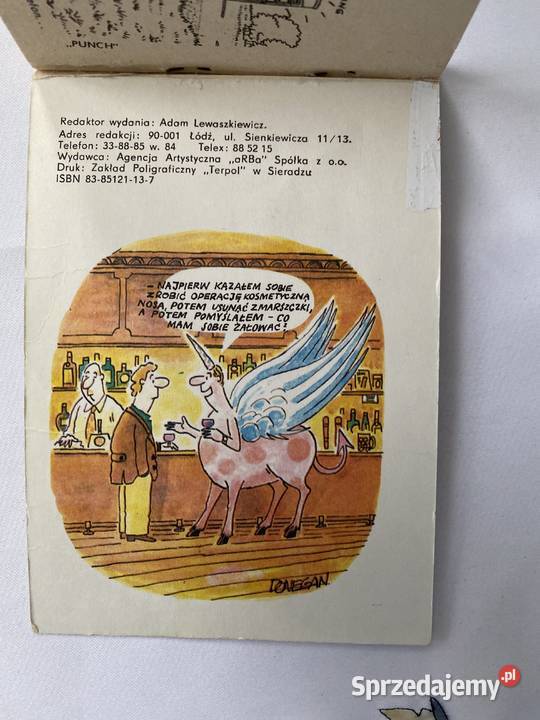 NG
„PUNCH"
Redaktor wydania: Adam Lewaszkiewicz.
Adres redakcji: 90-001 Łódź, ul. Sienkiewicza 11/13.
Telefon: 33-88-85 w. 84 Telex: 88 52 15
Wydawca: Agencja Artystyczna „aRBa" Spółka z o.o.
Druk: Zakład Poligraficzny „Terpol" w Sieradzu
ISBN 83-85121-13-7
- NAJPIERW KAZAŁEM SOBIE
ZROBIĆ OPERACJĘ KOSMETYCZNĄ
NOSA, POTEM USUNĄĆ ZMARSZCZKI,
A POTEM POMYŚLAŁEM - CO
MAM SOBIE ŻAŁOWAĆ!
DONEGAN
Sprzedajemy.pl